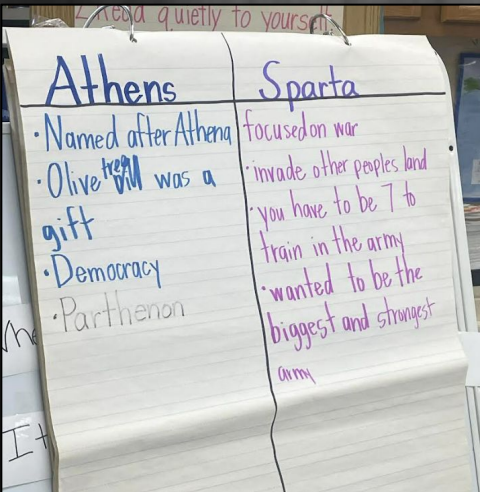 Read quietly to yourself
Athens
· Named after Athena
· Olive tree was a
gift
· Democracy
· Parthenon
Sparta
focused on war
· invade other peoples land
· you have to be 7 to
train in the army
· wanted to be the
biggest and strongest
army
It